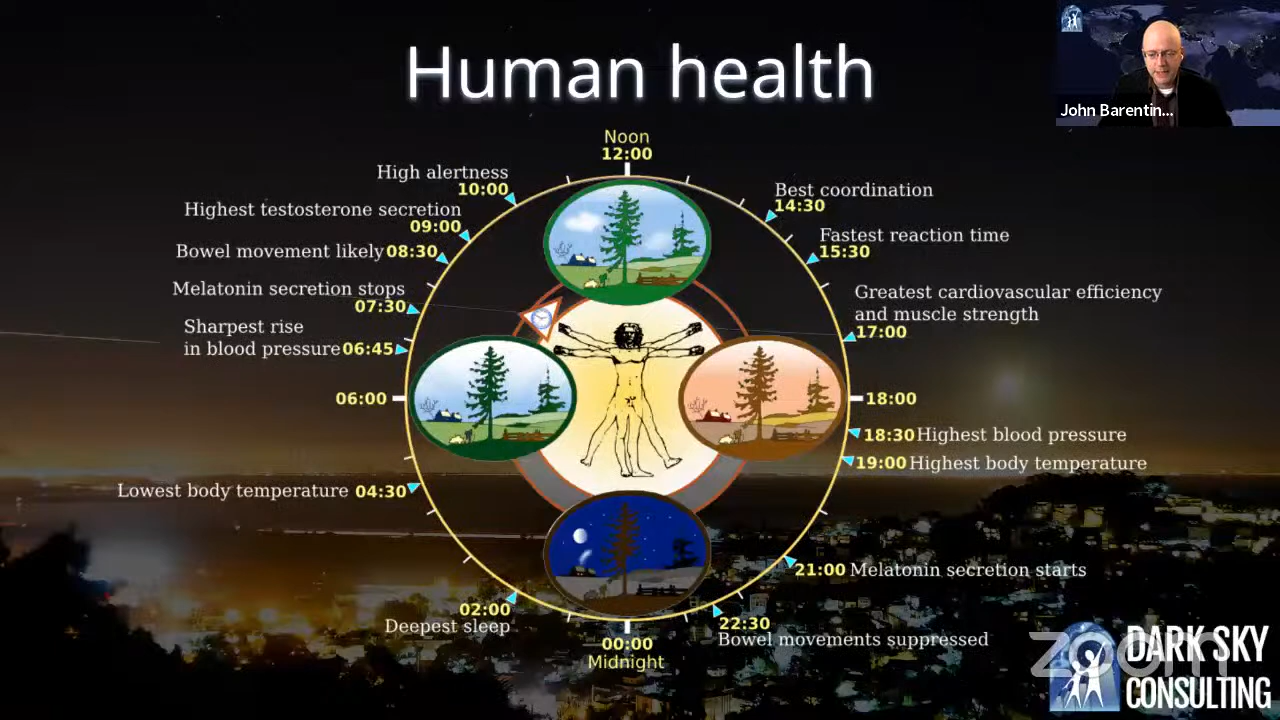 Human health
John Barentin...
Noon
12:00
High alertness
10:00
Highest testosterone secretion
09:00
Bowel movement likely 08:30
Melatonin secretion stops
07:30
Sharpest rise
in blood pressure 06:45
06:00
Lowest body temperature 04:30
02:00
Deepest sleep
00:00
Midnight
Best coordination
14:30
Fastest reaction time
15:30
Greatest cardiovascular efficiency
and muscle strength
17:00
18:00
18:30 Highest blood pressure
19:00 Highest body temperature
21:00 Melatonin secretion starts
22:30
Bowel movements suppressed
zoom
DARK SKY
CONSULTING